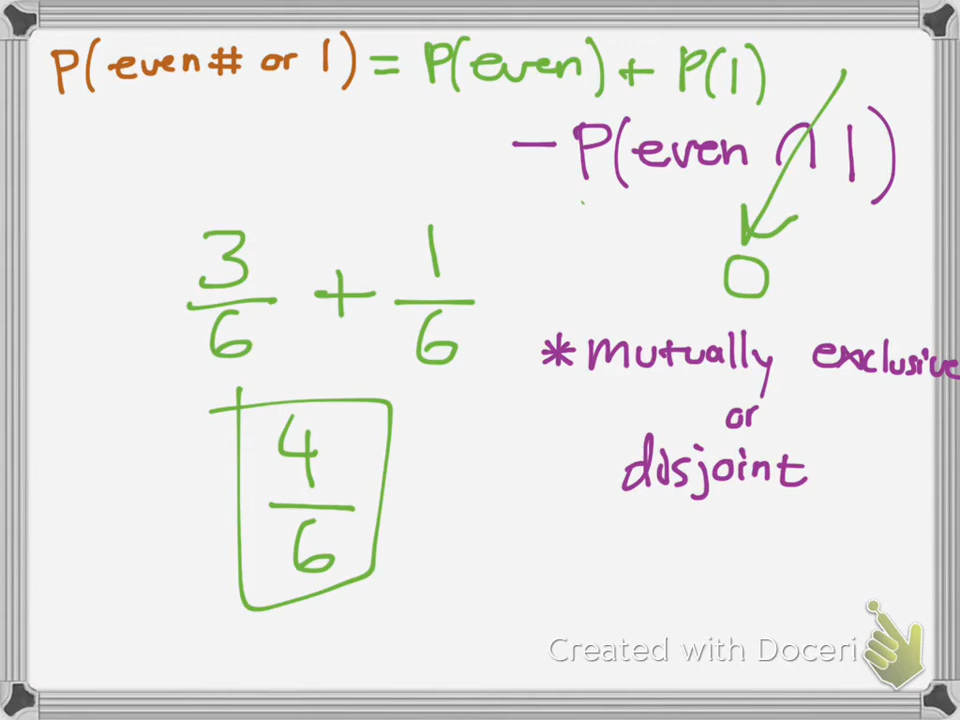 P(even# or 1) = P(even) + P(1)
− P(even ∩ 1)
0
3/6 + 1/6
4/6
* mutually exclusive
or
disjoint
Created with Doceri